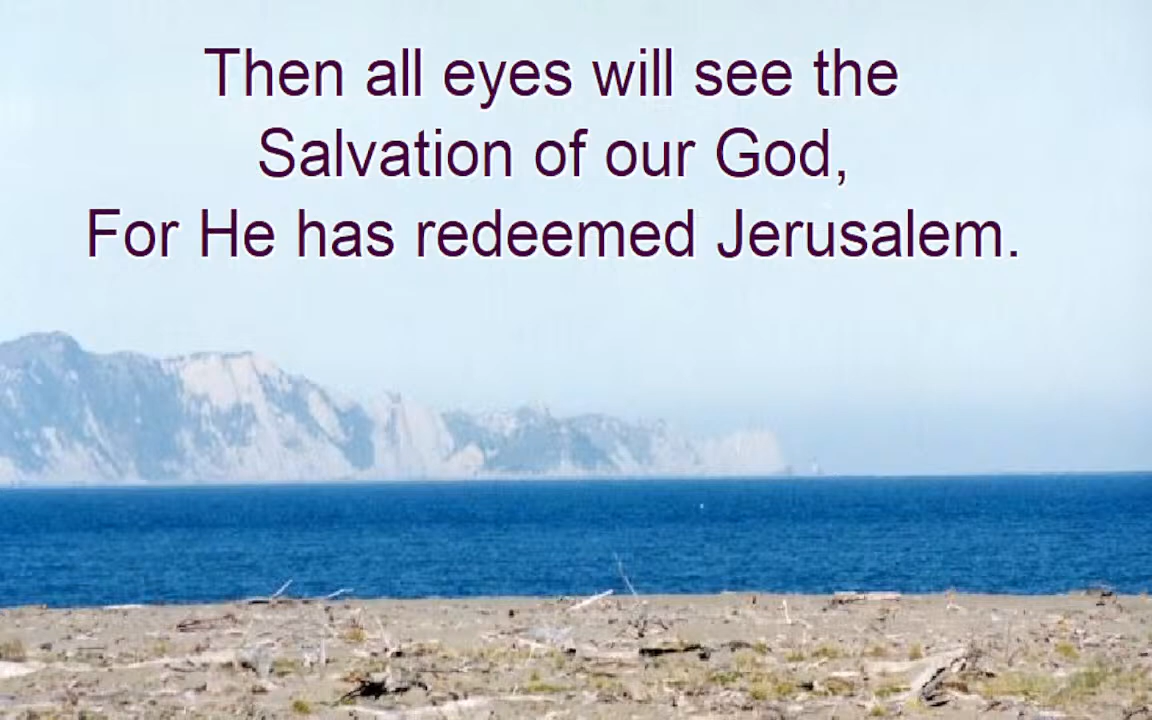 Then all eyes will see the
Salvation of our God,
For He has redeemed Jerusalem.